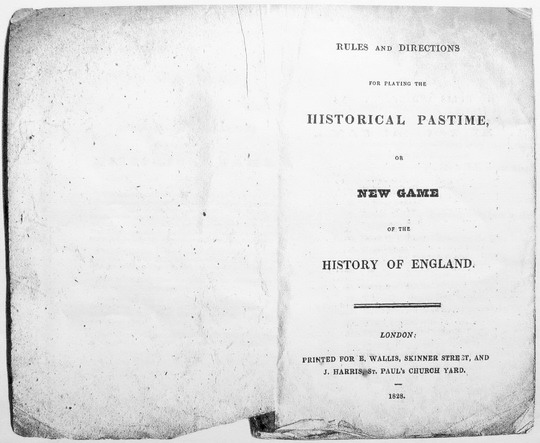 RULES AND DIRECTIONS
FOR PLAYING THE
HISTORICAL PASTIME,
OR
NEW GAME
OF THE
HISTORY OF ENGLAND.
LONDON:
PRINTED FOR E. WALLIS, SKINNER STREET, AND
J. HARRIS, ST. PAUL'S CHURCH YARD.
1828.